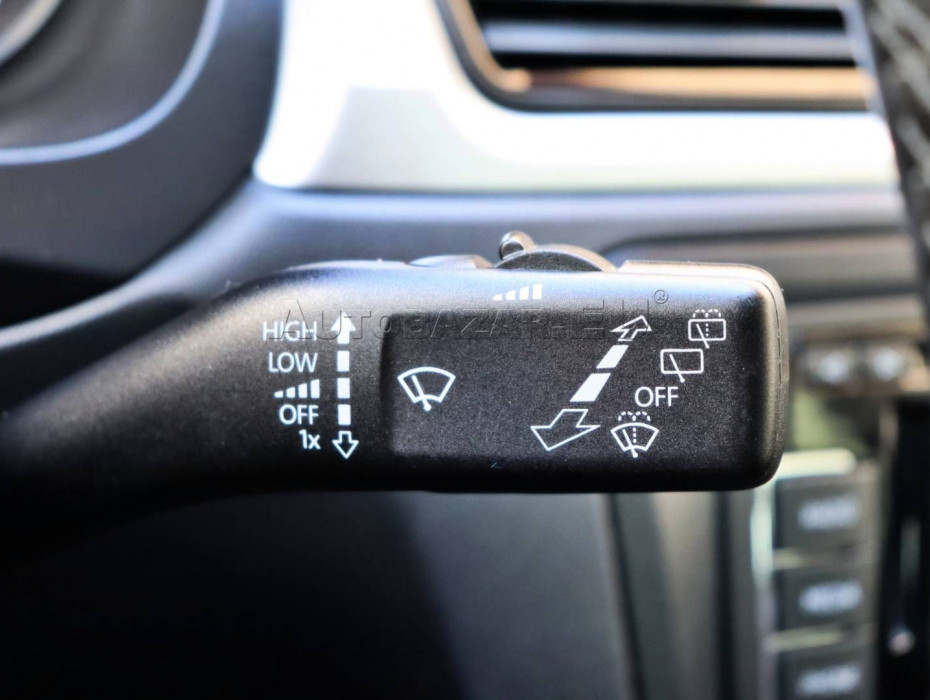 AUTOBAZAR.EU®
HIGH
LOW
OFF
1x
OFF